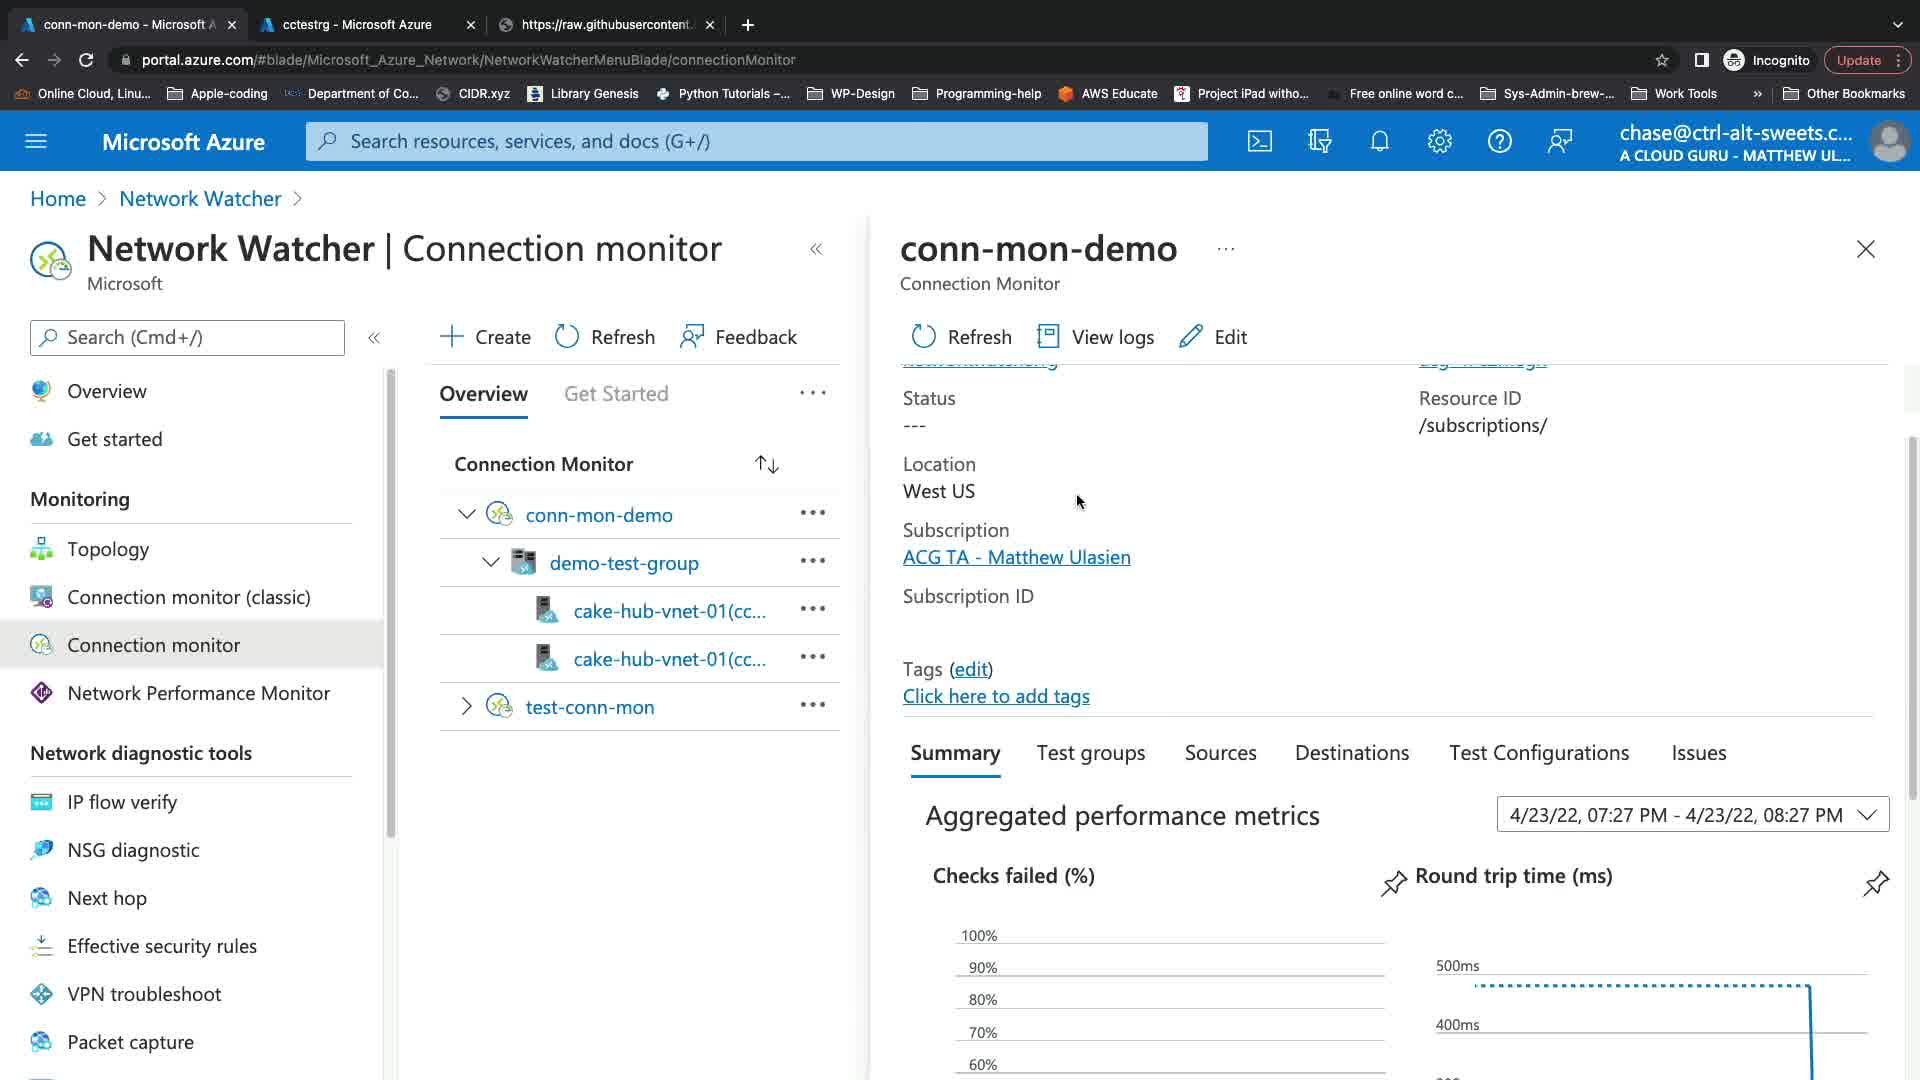 conn-mon-demo - Microsoft A
cctestrg - Microsoft Azure
https://raw.githubusercontent.
portal.azure.com/#blade/Microsoft_Azure_Network/NetworkWatcherMenuBlade/connectionMonitor
Incognito
Update
Online Cloud, Linu...
Apple-coding
Department of Co...
CIDR.xyz
Library Genesis
Python Tutorials –...
WP-Design
Programming-help
AWS Educate
Project iPad witho...
Free online word c...
Sys-Admin-brew-...
Work Tools
»
Other Bookmarks
Microsoft Azure
Search resources, services, and docs (G+/)
chase@ctrl-alt-sweets.c...
A CLOUD GURU - MATTHEW UL...
Home > Network Watcher >
Network Watcher | Connection monitor
Microsoft
Search (Cmd+/)
Overview
Get started
Monitoring
Topology
Connection monitor (classic)
Connection monitor
Network Performance Monitor
Network diagnostic tools
IP flow verify
NSG diagnostic
Next hop
Effective security rules
VPN troubleshoot
Packet capture
Create
Refresh
Feedback
Overview
Get Started
Connection Monitor
conn-mon-demo
demo-test-group
cake-hub-vnet-01(cc...
cake-hub-vnet-01(cc...
test-conn-mon
conn-mon-demo
Connection Monitor
Refresh
View logs
Edit
Status
---
Resource ID
/subscriptions/
Location
West US
Subscription
ACG TA - Matthew Ulasien
Subscription ID
Tags (edit)
Click here to add tags
Summary
Test groups
Sources
Destinations
Test Configurations
Issues
Aggregated performance metrics
4/23/22, 07:27 PM - 4/23/22, 08:27 PM
Checks failed (%)
100%
90%
80%
70%
60%
Round trip time (ms)
500ms
400ms